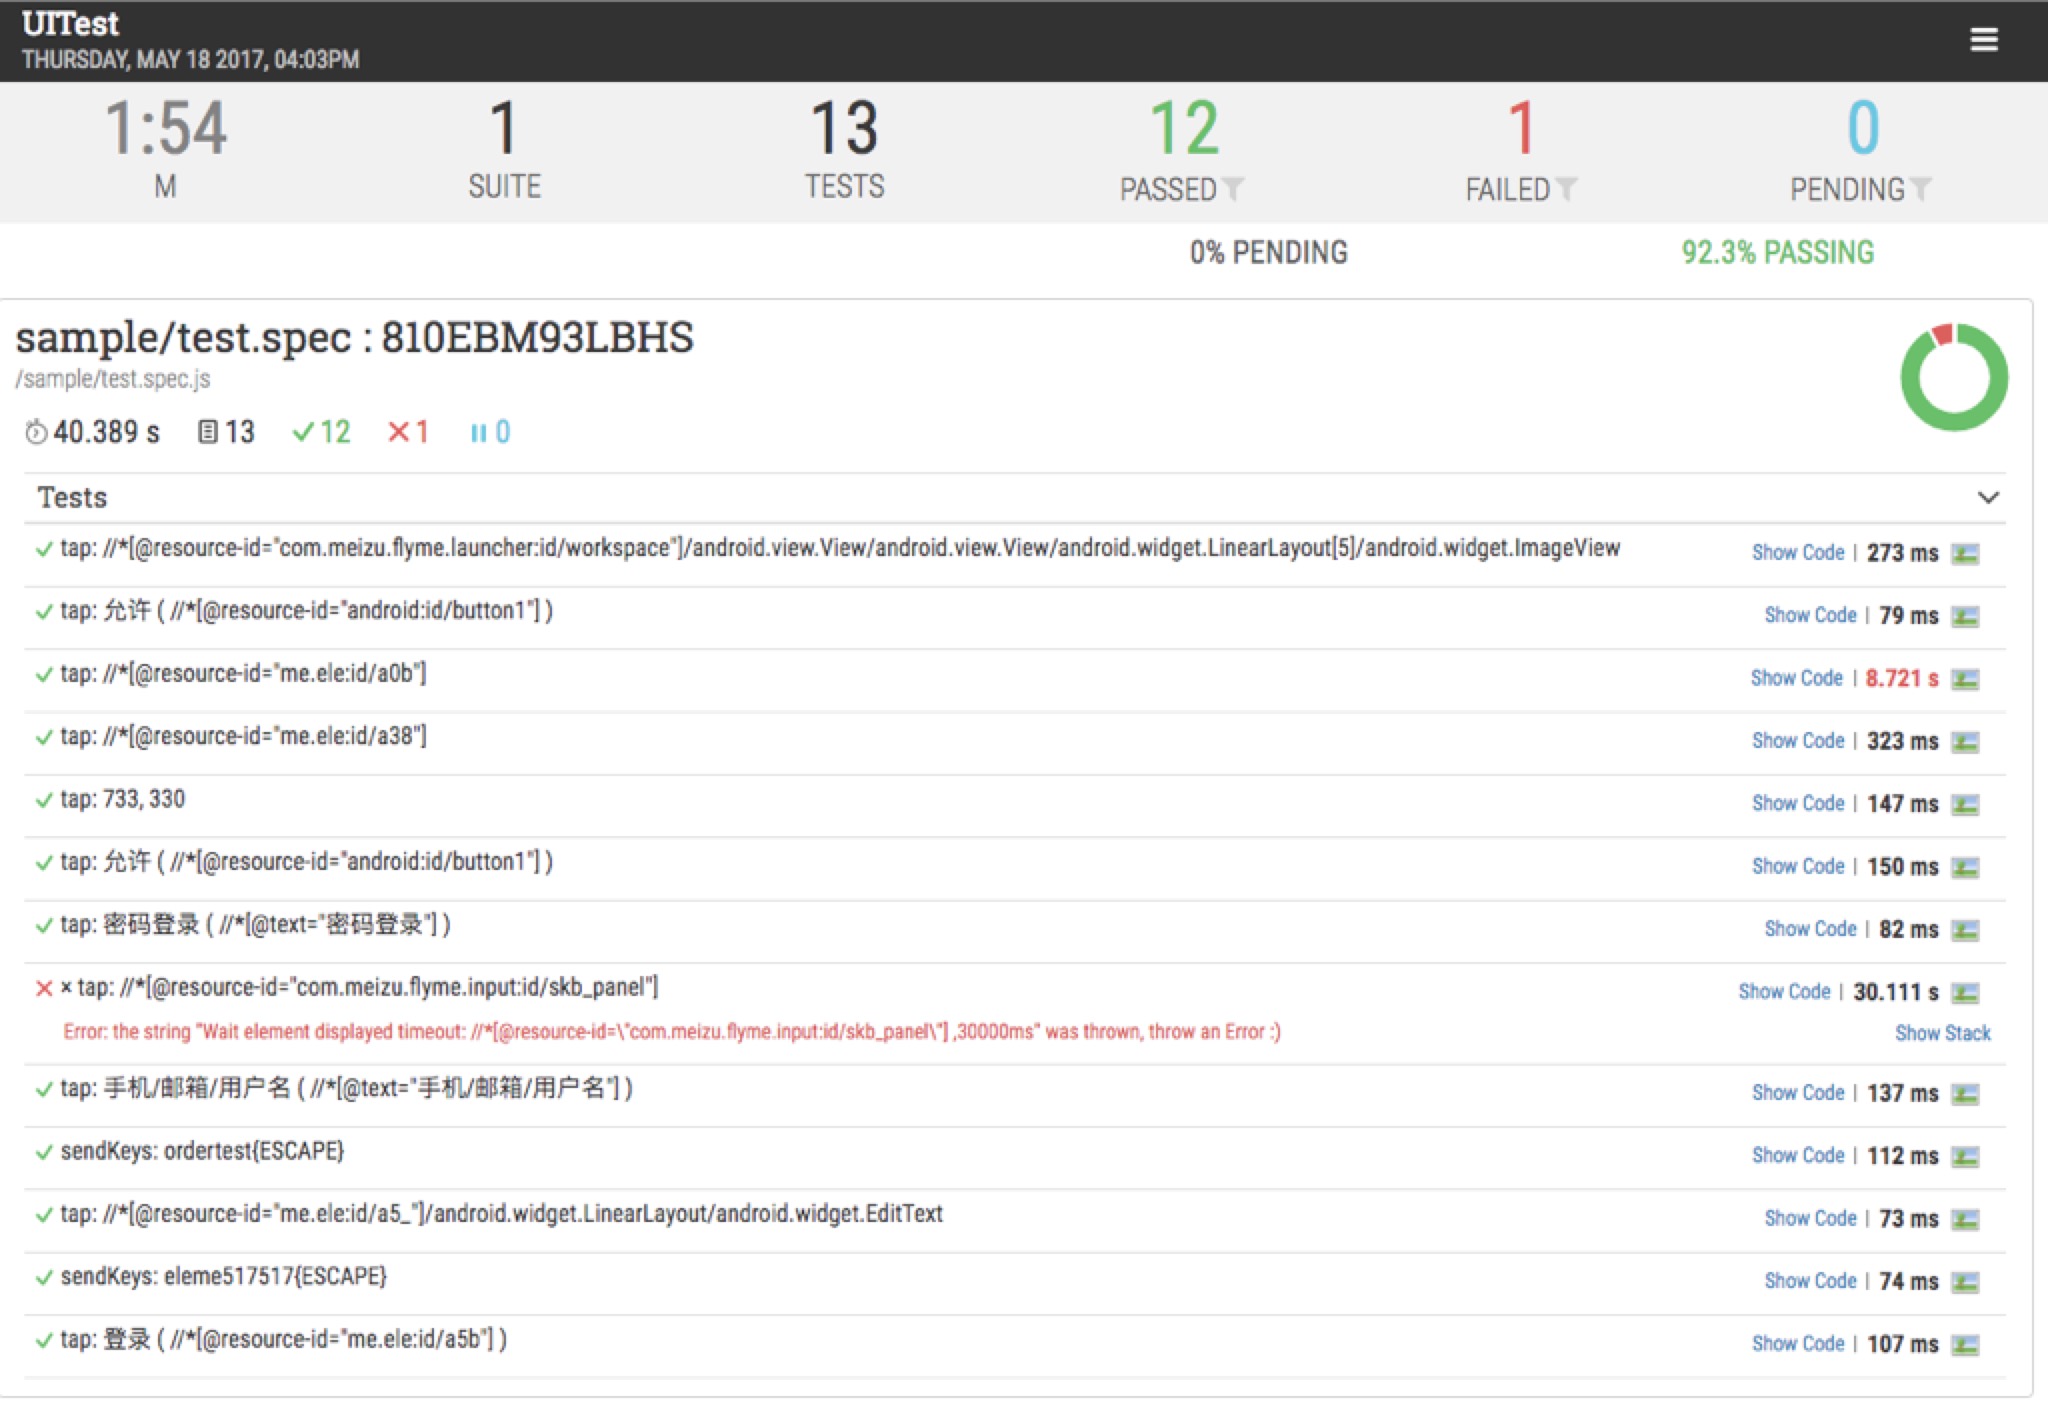 UITest
THURSDAY, MAY 18 2017, 04:03PM
1:54 1 13 12 1 0
M SUITE TESTS PASSED FAILED PENDING
0% PENDING 92.3% PASSING
sample/test.spec : 810EBM93LBHS
/sample/test.spec.js
40.389 s 13 12 1 0
Tests
tap: //*[@resource-id="com.meizu.flyme.launcher:id/workspace"]/android.view.View/android.view.View/android.widget.LinearLayout[5]/android.widget.ImageView Show Code | 273 ms
tap: 允许 ( //*[@resource-id="android:id/button1"] ) Show Code | 79 ms
tap: //*[@resource-id="me.ele:id/a0b"] Show Code | 8.721 s
tap: //*[@resource-id="me.ele:id/a38"] Show Code | 323 ms
tap: 733, 330 Show Code | 147 ms
tap: 允许 ( //*[@resource-id="android:id/button1"] ) Show Code | 150 ms
tap: 密码登录 ( //*[@text="密码登录"] ) Show Code | 82 ms
× tap: //*[@resource-id="com.meizu.flyme.input:id/skb_panel"] Show Code | 30.111 s
Error: the string "Wait element displayed timeout: //*[@resource-id=\"com.meizu.flyme.input:id/skb_panel\"] ,30000ms" was thrown, throw an Error :) Show Stack
tap: 手机/邮箱/用户名 ( //*[@text="手机/邮箱/用户名"] ) Show Code | 137 ms
sendKeys: ordertest{ESCAPE} Show Code | 112 ms
tap: //*[@resource-id="me.ele:id/a5_"]/android.widget.LinearLayout/android.widget.EditText Show Code | 73 ms
sendKeys: eleme517517{ESCAPE} Show Code | 74 ms
tap: 登录 ( //*[@resource-id="me.ele:id/a5b"] ) Show Code | 107 ms